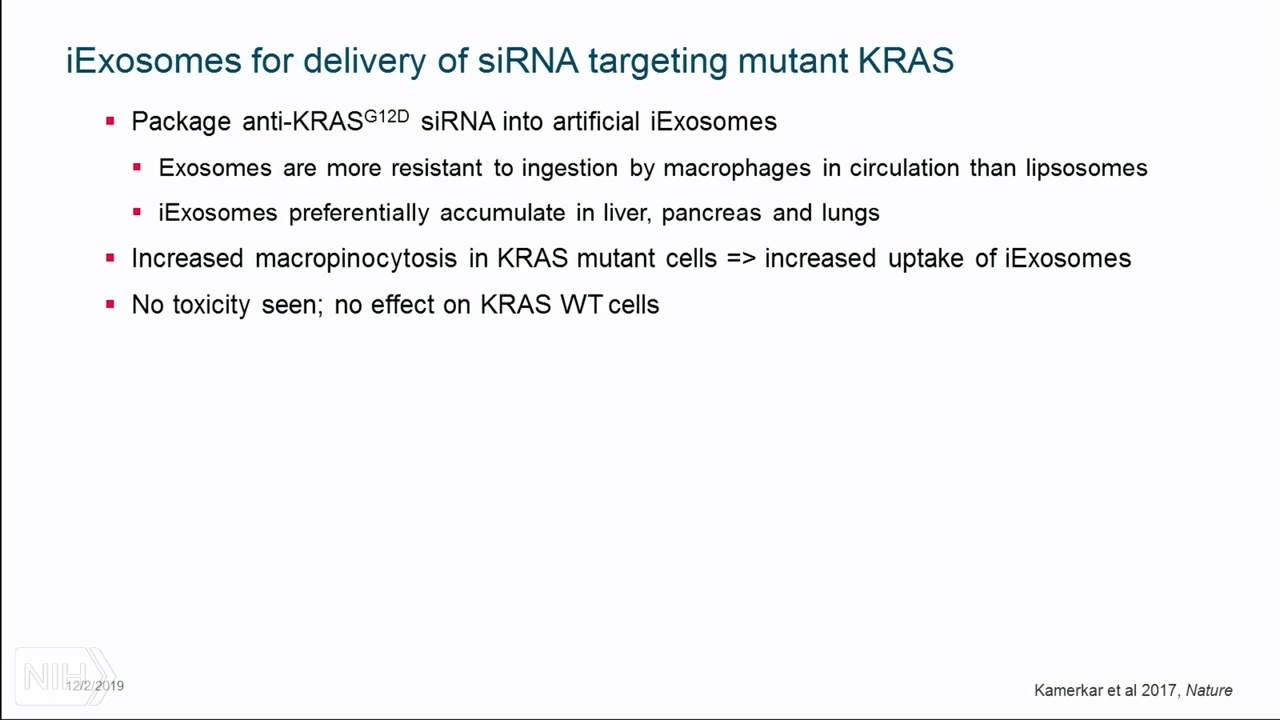 iExosomes for delivery of siRNA targeting mutant KRAS
▪ Package anti-KRASG12D siRNA into artificial iExosomes
▪ Exosomes are more resistant to ingestion by macrophages in circulation than lipsosomes
▪ iExosomes preferentially accumulate in liver, pancreas and lungs
▪ Increased macropinocytosis in KRAS mutant cells => increased uptake of iExosomes
▪ No toxicity seen; no effect on KRAS WT cells
NIH
12/2/2019
Kamerkar et al 2017, Nature